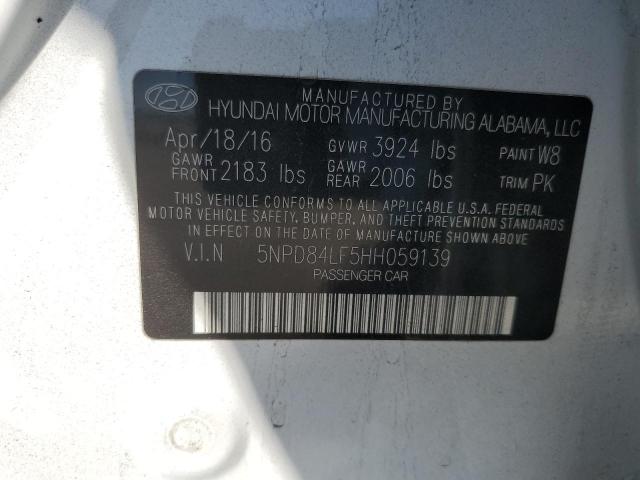 MANUFACTURED BY
HYUNDAI MOTOR MANUFACTURING ALABAMA, LLC
Apr/18/16 GVWR 3924 lbs PAINT W8
GAWR FRONT 2183 lbs GAWR REAR 2006 lbs TRIM PK
THIS VEHICLE CONFORMS TO ALL APPLICABLE U.S.A. FEDERAL
MOTOR VEHICLE SAFETY, BUMPER, AND THEFT PREVENTION STANDARDS
IN EFFECT ON THE DATE OF MANUFACTURE SHOWN ABOVE
V.I.N 5NPD84LF5HH059139
PASSENGER CAR